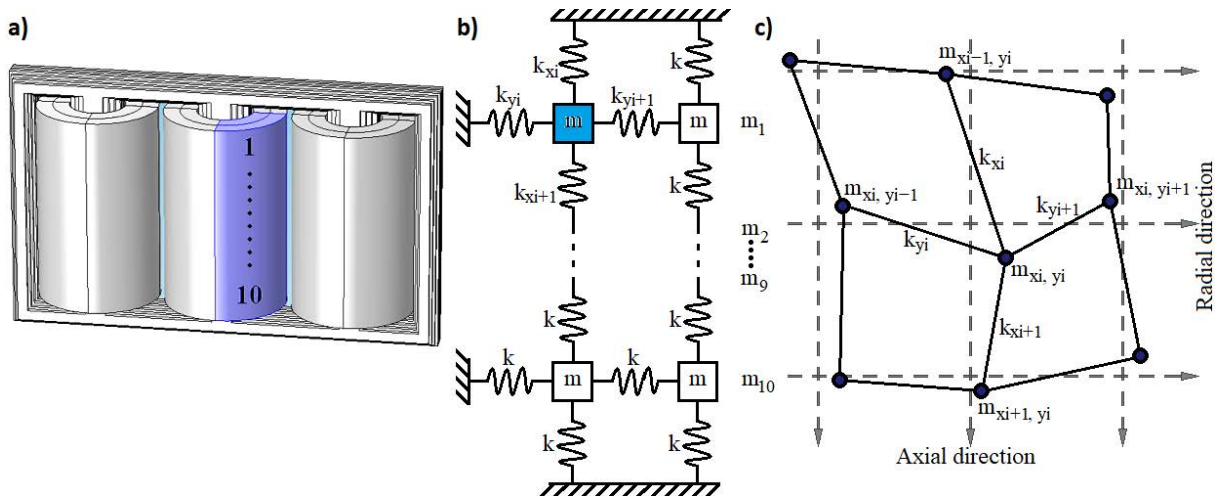 a)
1
10
b)
k_xi
k
k_yi
k_yi+1
m
m
m_1
k_xi+1
k
m_2
m_9
k
k
k
k
m
m
m_10
k
k
c)
m_xi−1, yi
k_xi
m_xi, yi−1
k_yi+1
m_xi, yi+1
k_yi
m_xi, yi
k_xi+1
m_xi+1, yi
Axial direction
Radial direction